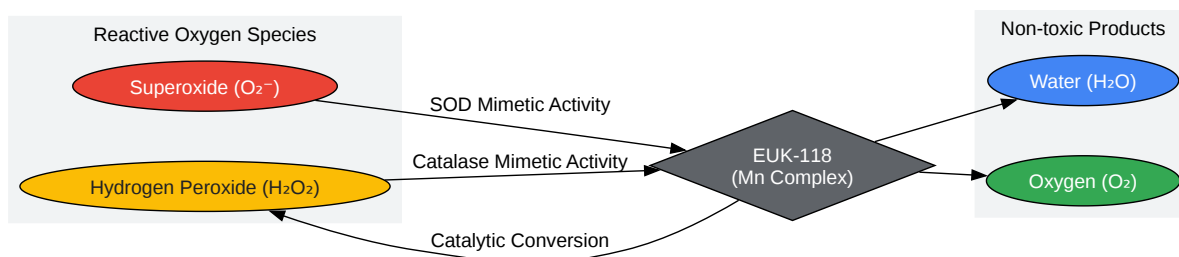 Reactive Oxygen Species
Superoxide (O₂⁻)
Hydrogen Peroxide (H₂O₂)
SOD Mimetic Activity
Catalase Mimetic Activity
Catalytic Conversion
EUK-118
(Mn Complex)
Non-toxic Products
Water (H₂O)
Oxygen (O₂)